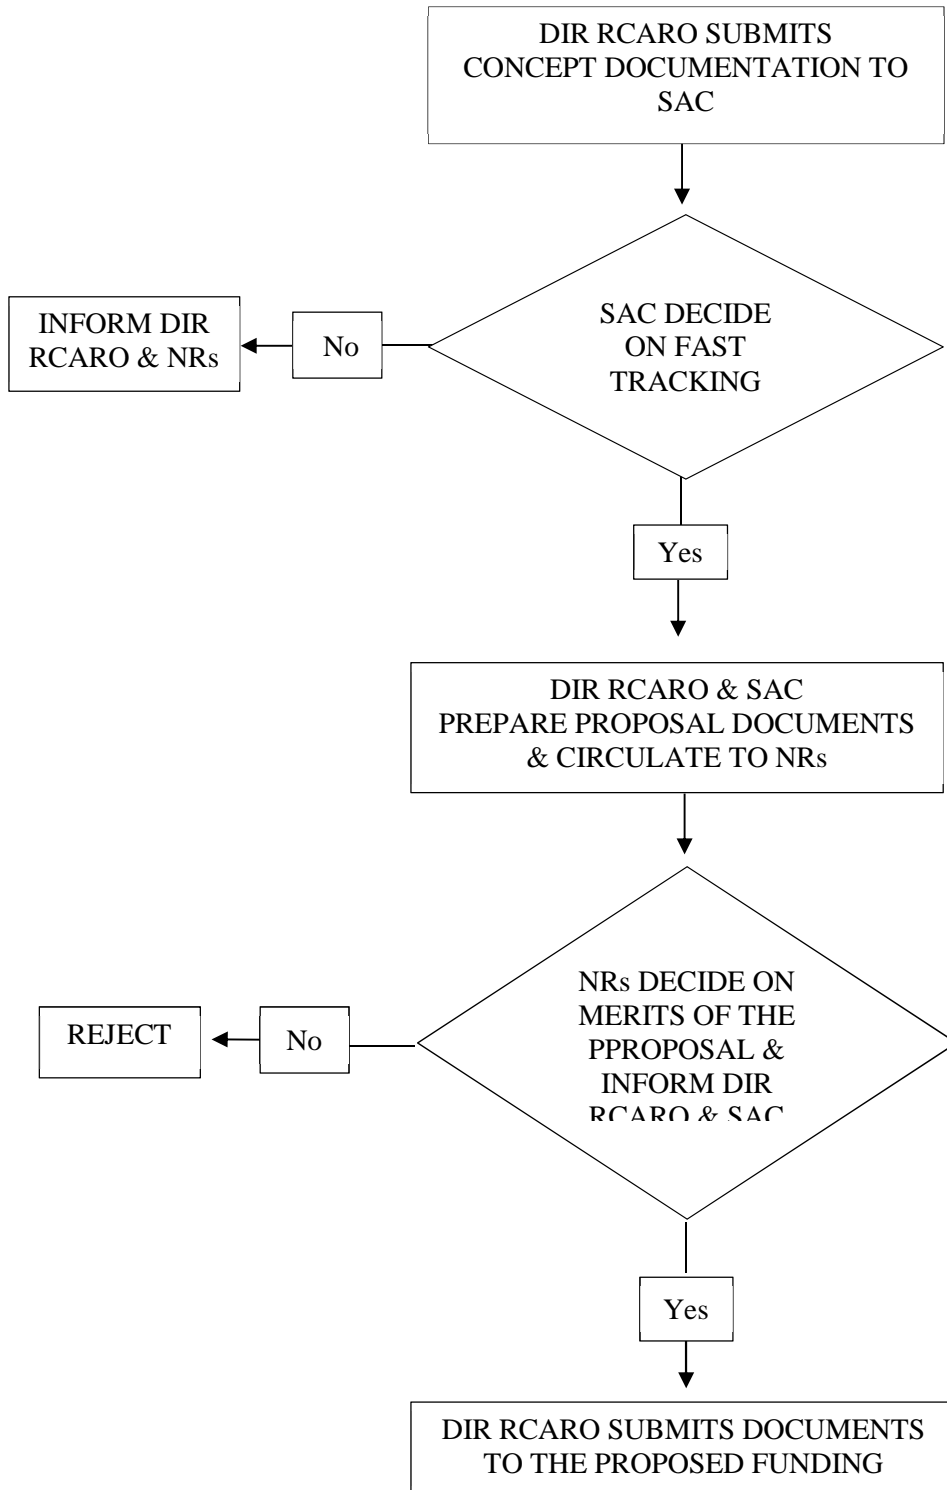 DIR RCARO SUBMITS
CONCEPT DOCUMENTATION TO
SAC
SAC DECIDE
ON FAST
TRACKING
No
INFORM DIR
RCARO & NRs
Yes
DIR RCARO & SAC
PREPARE PROPOSAL DOCUMENTS
& CIRCULATE TO NRs
NRs DECIDE ON
MERITS OF THE
PPROPOSAL &
INFORM DIR
RCARO & SAC
No
REJECT
Yes
DIR RCARO SUBMITS DOCUMENTS
TO THE PROPOSED FUNDING